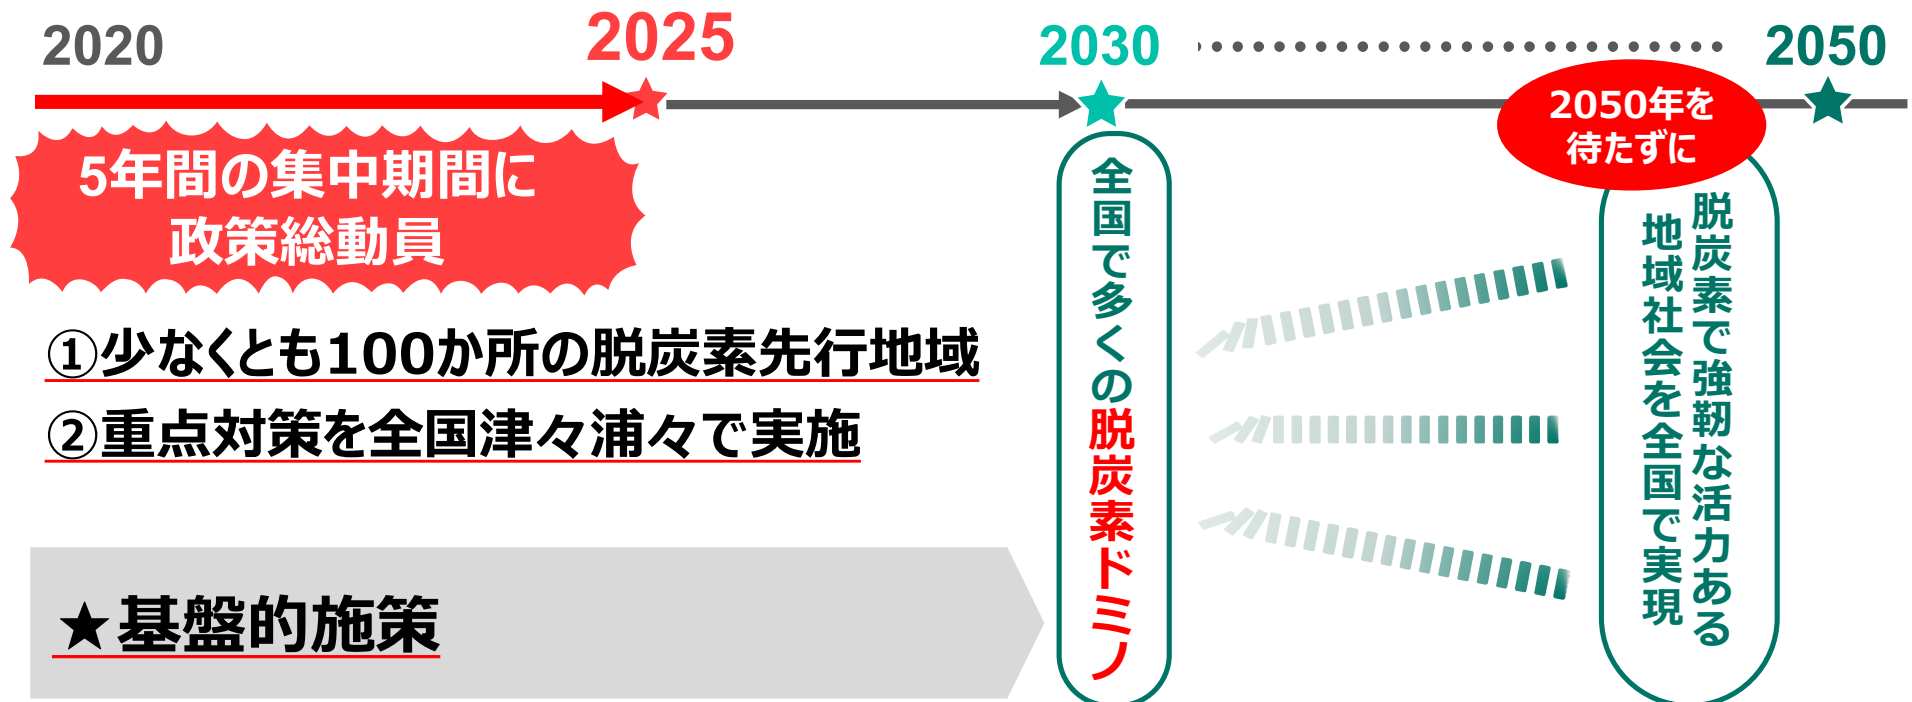 2020
2025
2030
2050
5年間の集中期間に
政策総動員
①少なくとも100か所の脱炭素先行地域
②重点対策を全国津々浦々で実施
★基盤的施策
全国で多くの脱炭素ドミノ
2050年を
待たずに
脱炭素で強靭な活力ある
地域社会を全国で実現